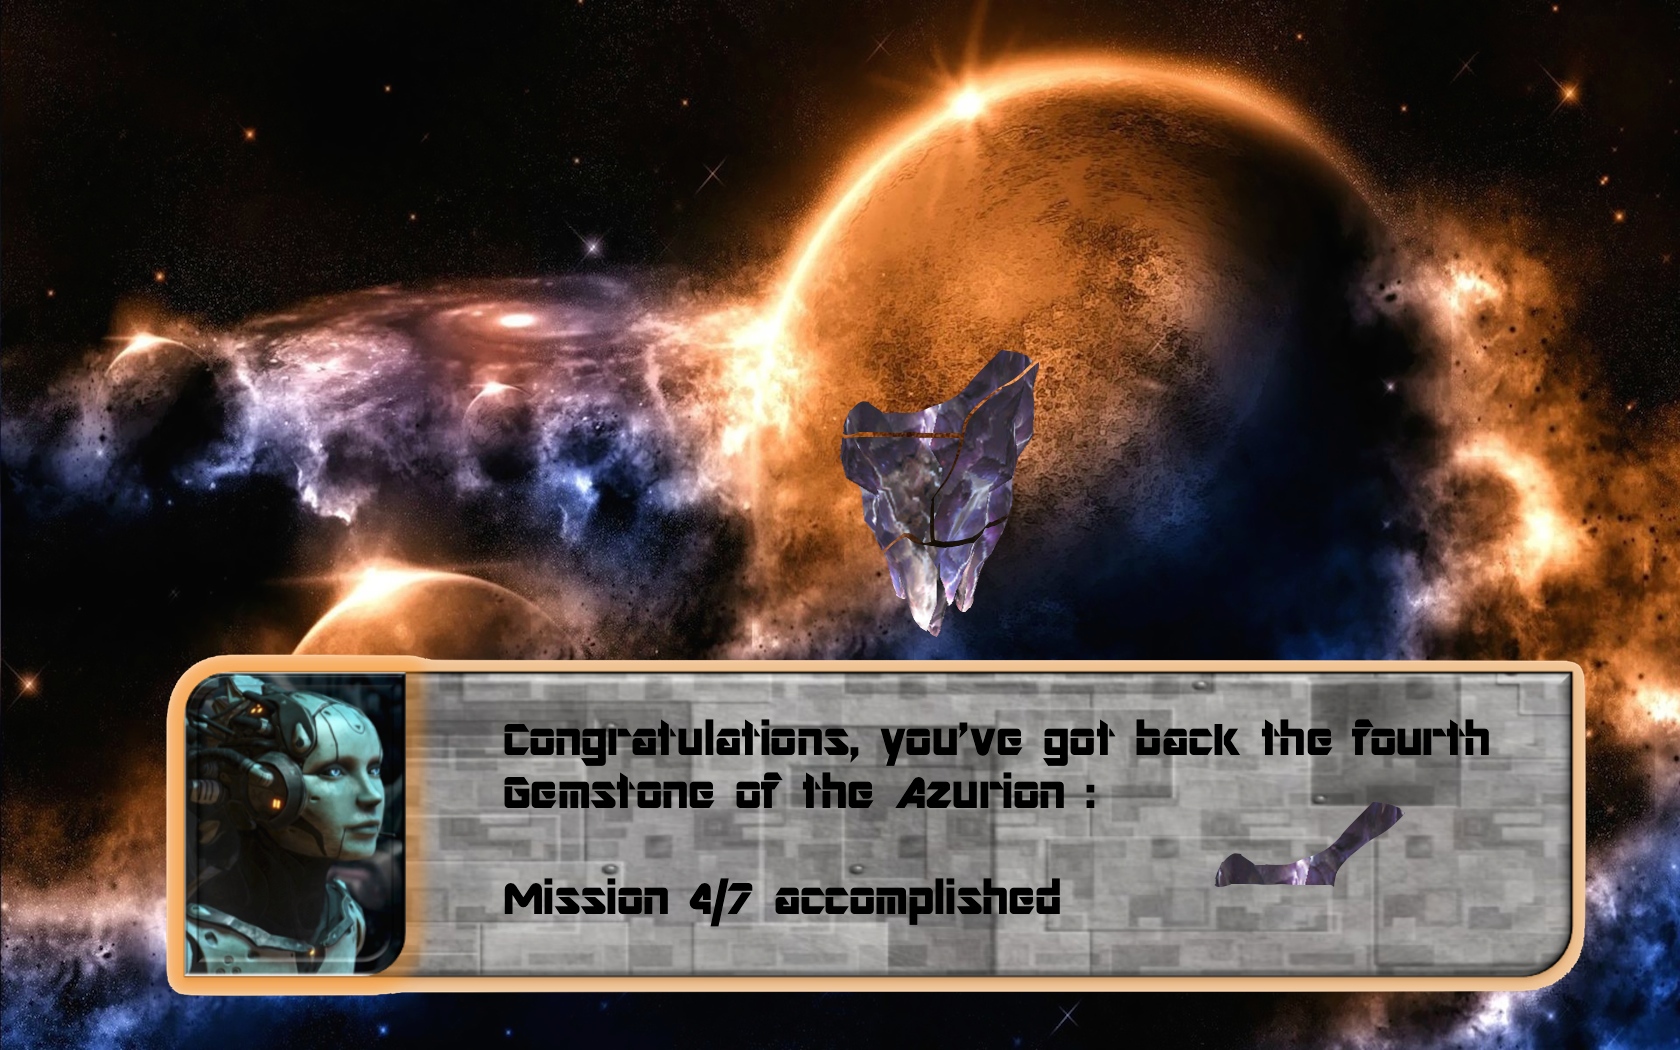 Congratulations, you've got back the fourth
Gemstone of the Azurion :
Mission 4/7 accomplished